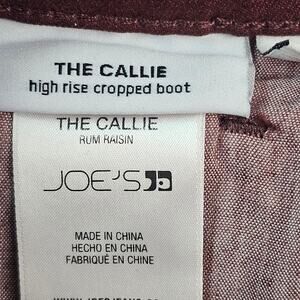 THE CALLIE
high rise cropped boot
THE CALLIE
RUM RAISIN
JOE'S
MADE IN CHINA
HECHO EN CHINA
FABRIQUÉ EN CHINE